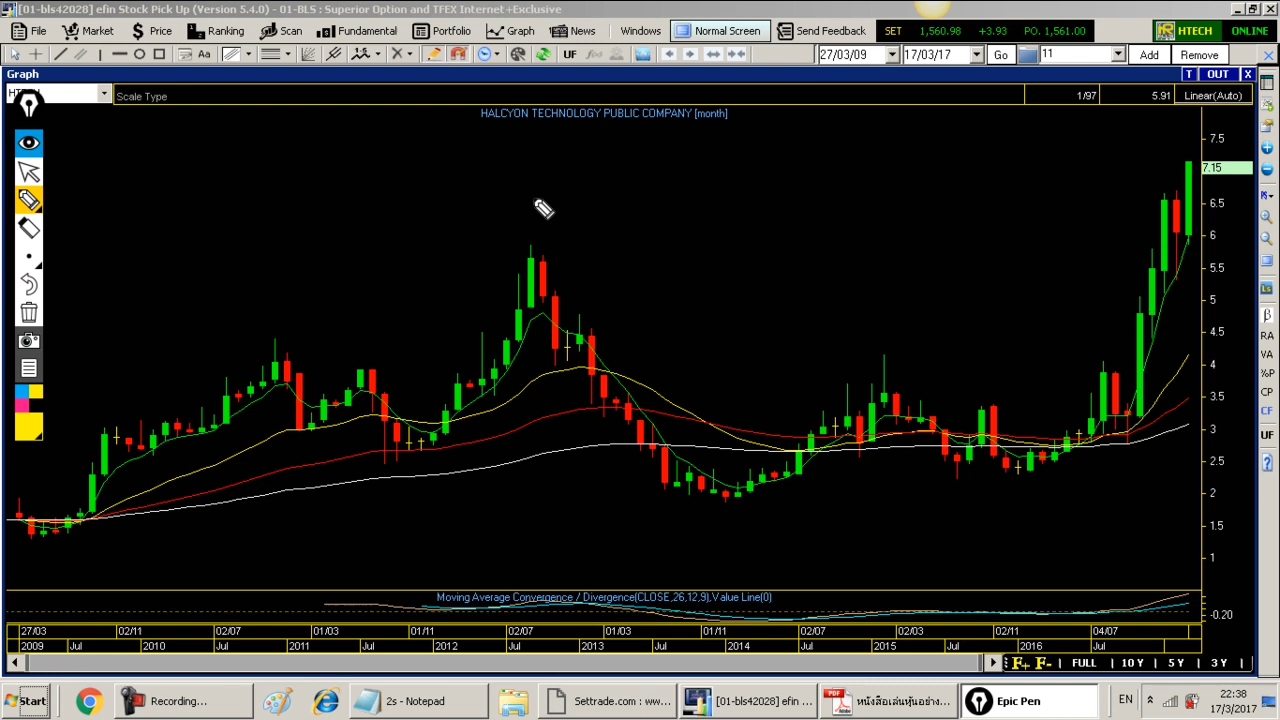 [01-bls42028] efin Stock Pick Up (Version 5.4.0) - 01-BLS : Superior Option and TFEX Internet+Exclusive
File Market $ Price Ranking Scan Fundamental Portfolio Graph News Windows Normal Screen Send Feedback SET 1,560.98 +3.93 PO. 1,561.00 HTECH ONLINE
Aa UF 27/03/09 17/03/17 Go 11 Add Remove
Graph T OUT X
Scale Type 1/97 5.91 Linear(Auto)
HALCYON TECHNOLOGY PUBLIC COMPANY [month]
7.5
7.15
6.5
6
5.5
5
4.5
4
3.5
3
2.5
2
1.5
1
Ls
β
RA
VA
%P
CP
CF
UF
?
Moving Average Convergence / Divergence(CLOSE,26,12,9),Value Line(0)
-0.20
27/03 02/11 02/07 01/03 01/11 02/07 01/03 01/11 02/07 02/03 02/11 04/07
2009 Jul 2010 Jul 2011 Jul 2012 Jul 2013 Jul 2014 Jul 2015 Jul 2016 Jul
F+ F- FULL 10 Y 5 Y 3 Y
Start Recording... 2ร - Notepad Settrade.com : ww... [01-bls42028] efin ... หนังสือเล่นหุ้นอย่าง... Epic Pen EN 22:38
17/3/2017